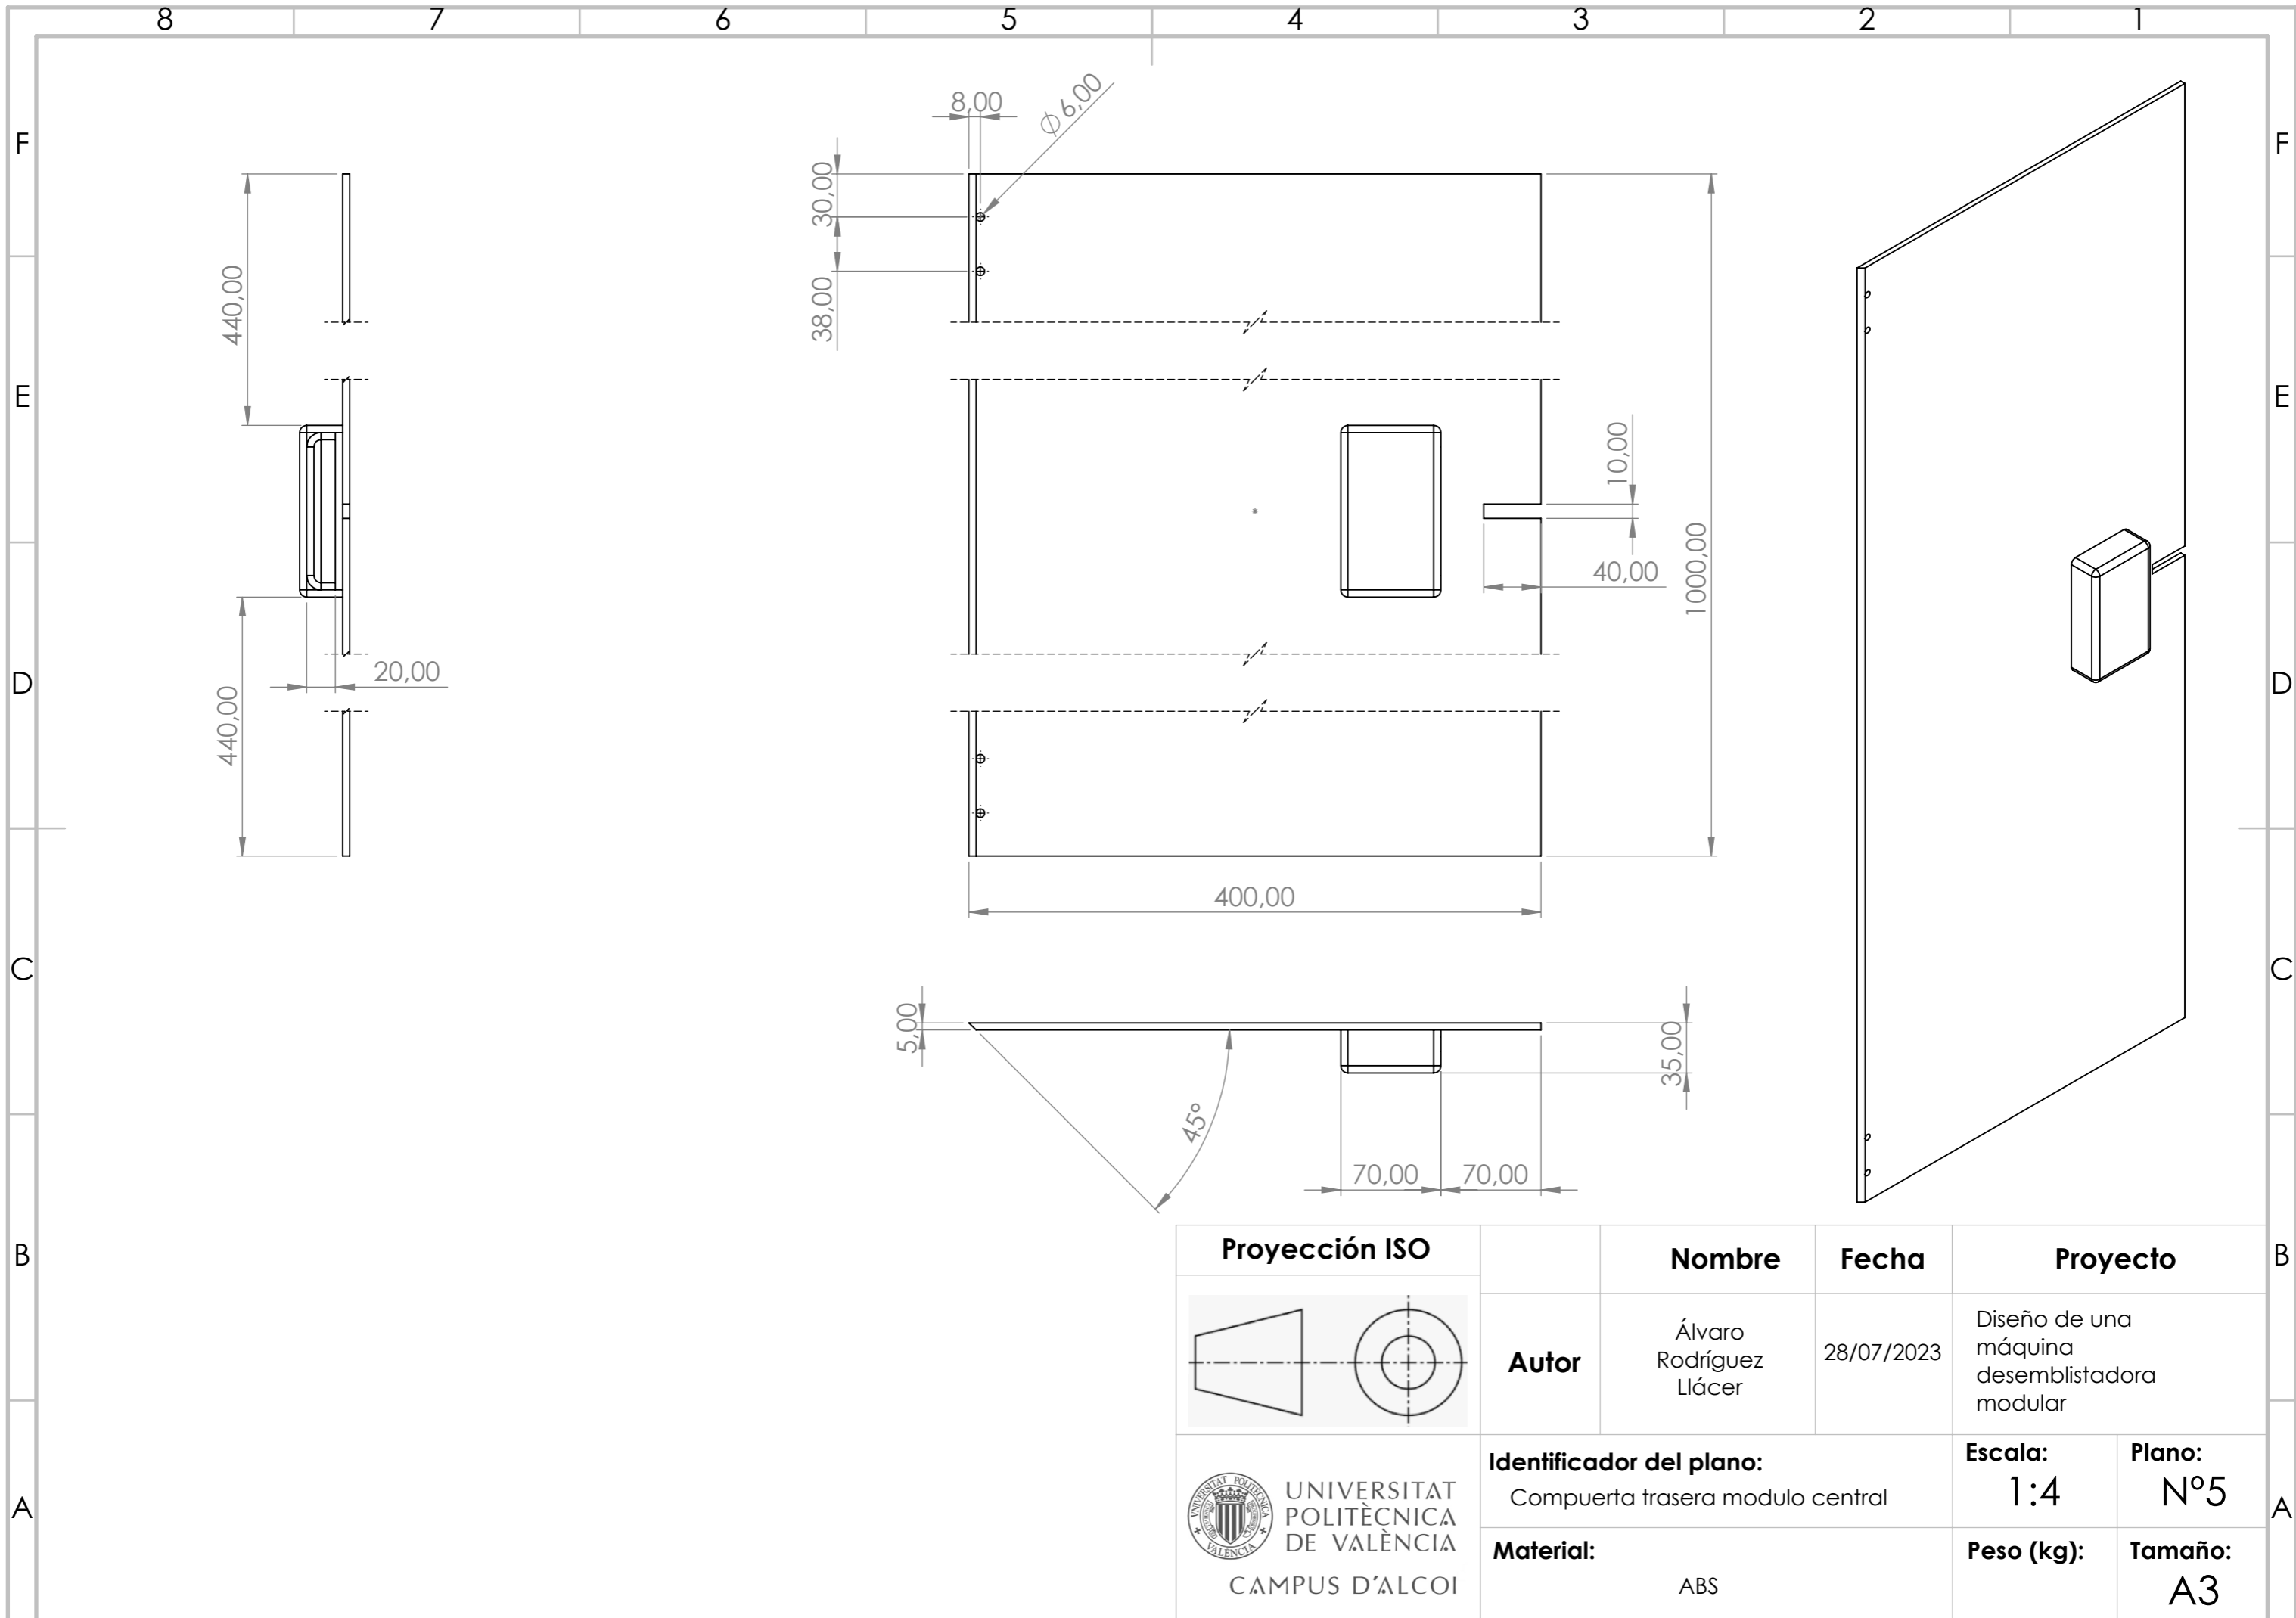 8 7 6 5 4 3 2 1
F F
E E
D D
C C
B B
A A
440,00
440,00
20,00
8,00
∅ 6,00
30,00
38,00
10,00
40,00
1000,00
400,00
5,00
45°
35,00
70,00 70,00
Proyección ISO
Nombre Fecha Proyecto
Autor
Álvaro
Rodríguez
Llácer
28/07/2023
Diseño de una
máquina
desemblistadora
modular
UNIVERSITAT POLITECNICA
VALÈNCIA
UNIVERSITAT
POLITÈCNICA
DE VALÈNCIA
CAMPUS D'ALCOI
Identificador del plano:
Compuerta trasera modulo central
Escala:
1:4
Plano:
Nº5
Material:
ABS
Peso (kg):
Tamaño:
A3